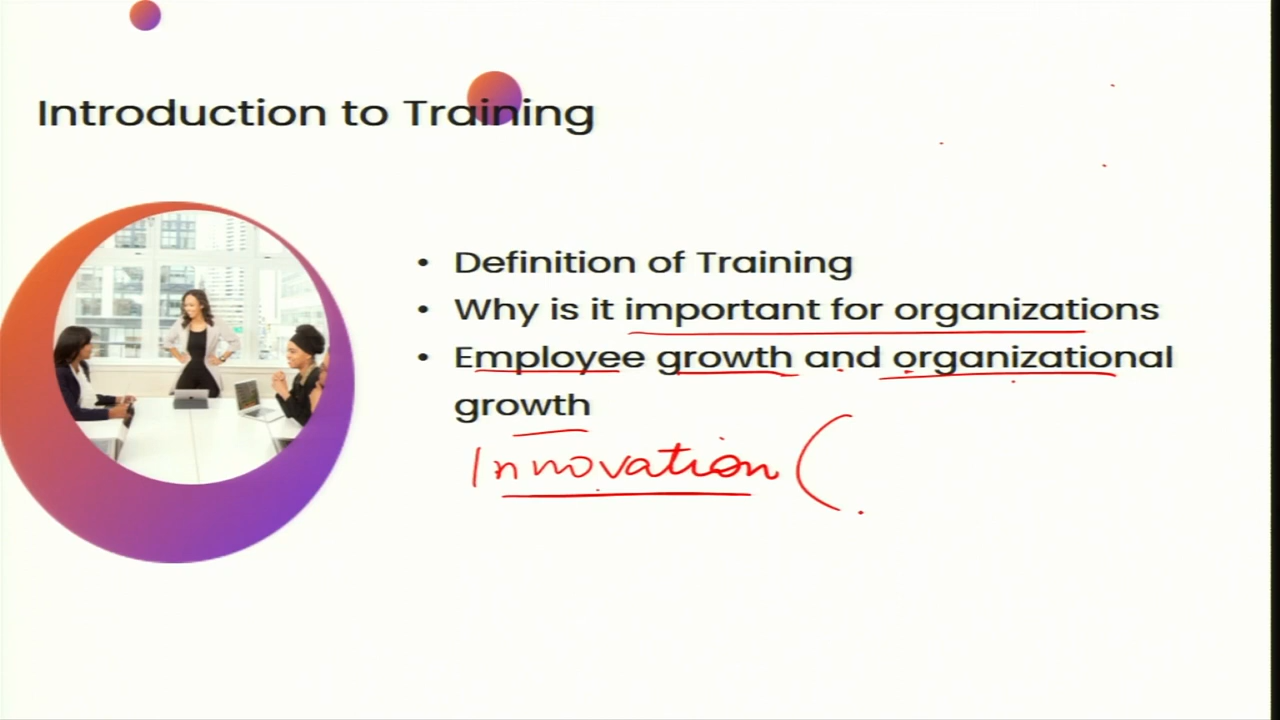 Introduction to Training
• Definition of Training
• Why is it important for organizations
• Employee growth and organizational
growth
Innovation (